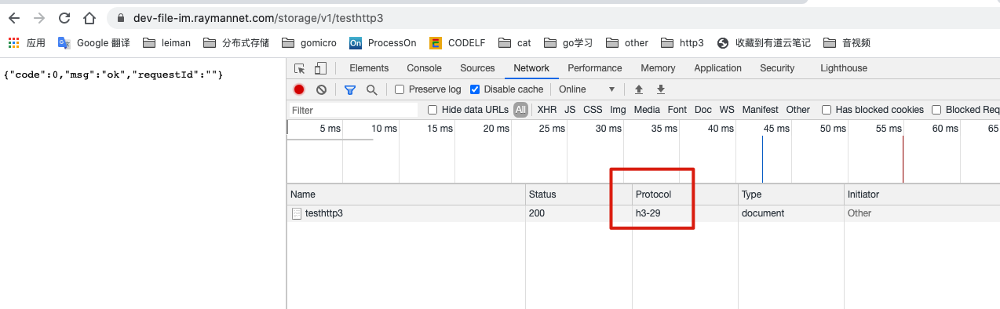 dev-file-im.raymannet.com/storage/v1/testhttp3
应用 Google 翻译 leiman 分布式存储 gomicro On ProcessOn E CODELF cat go学习 other http3 收藏到有道云笔记 音视频
{"code":0,"msg":"ok","requestId":""}
Elements Console Sources Network Performance Memory Application Security Lighthouse
Preserve log Disable cache Online
Filter Hide data URLs All XHR JS CSS Img Media Font Doc WS Manifest Other Has blocked cookies Blocked Req
5 ms 10 ms 15 ms 20 ms 25 ms 30 ms 35 ms 40 ms 45 ms 50 ms 55 ms 60 ms 65
Name Status Protocol Type Initiator
testhttp3 200 h3-29 document Other